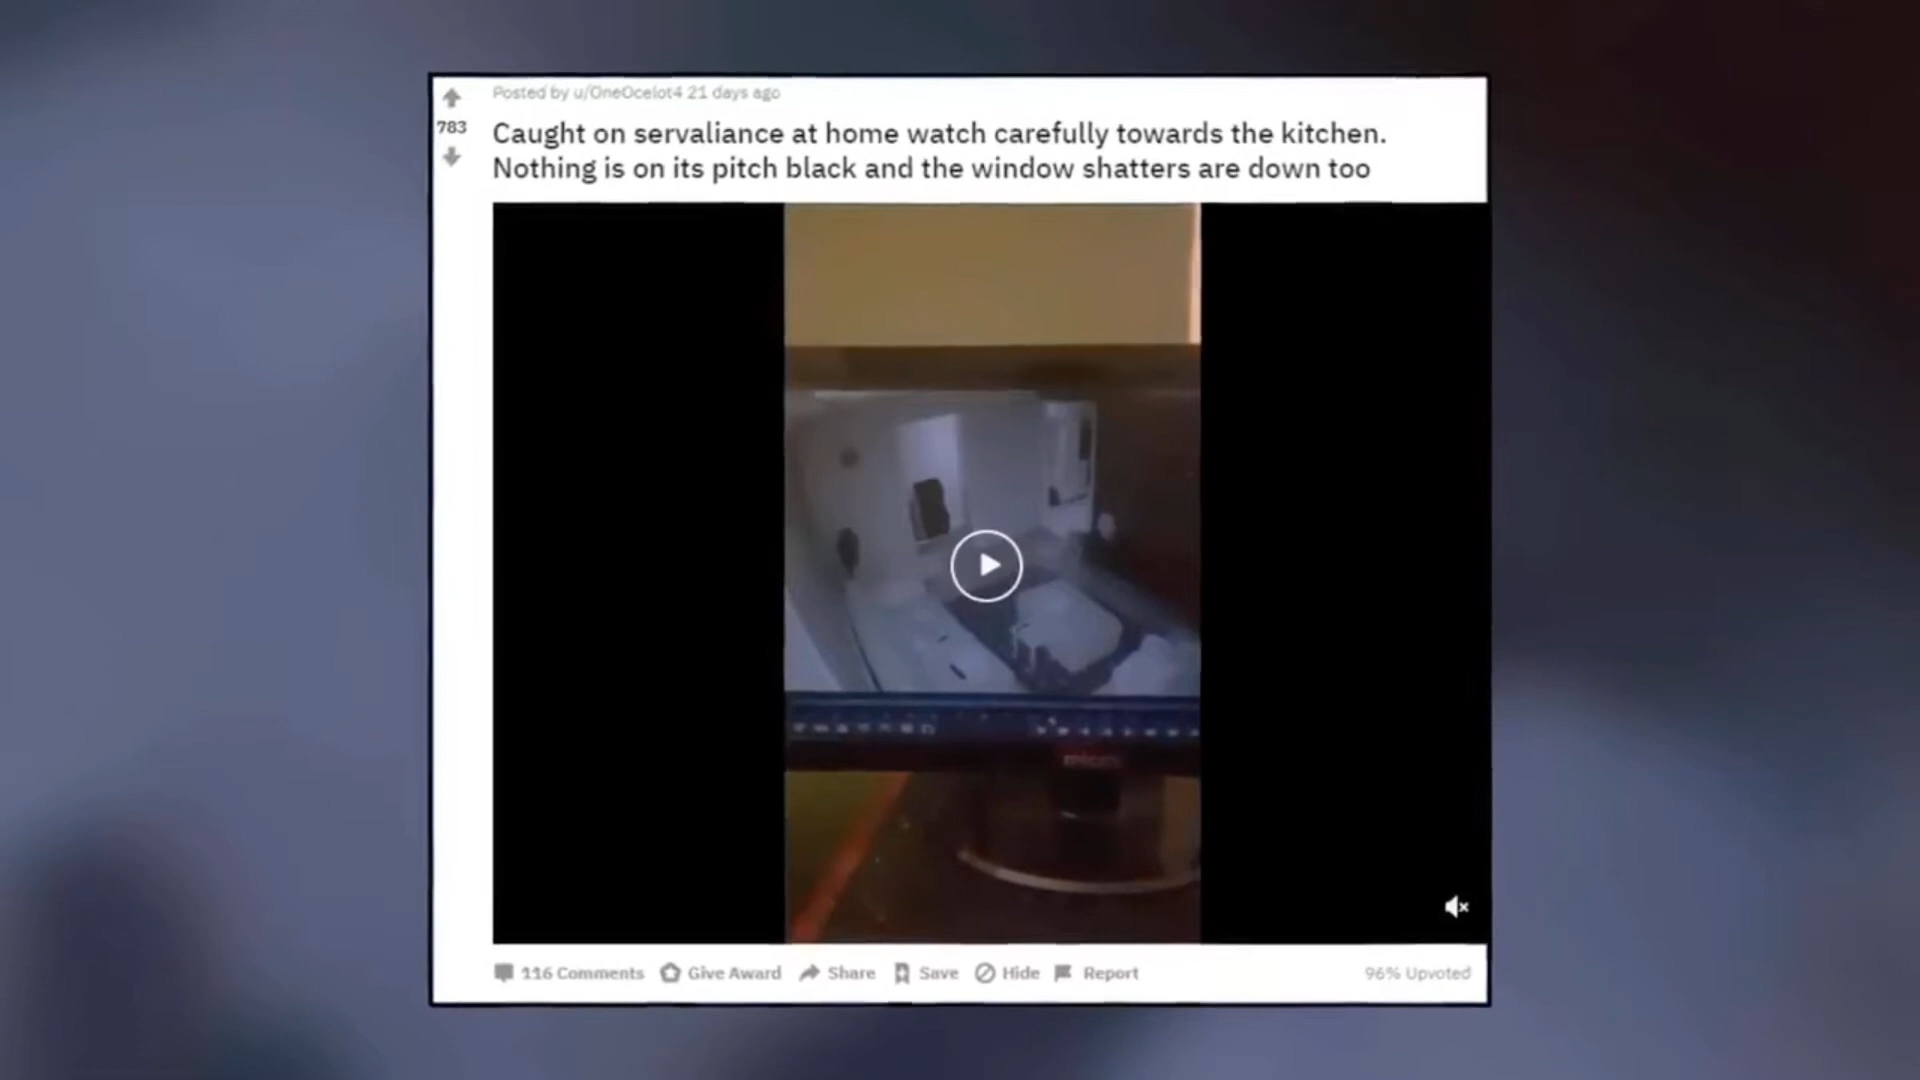 Posted by u/OneOcelot4 21 days ago
783
Caught on servaliance at home watch carefully towards the kitchen.
Nothing is on its pitch black and the window shatters are down too
116 Comments Give Award Share Save Hide Report 96% Upvoted